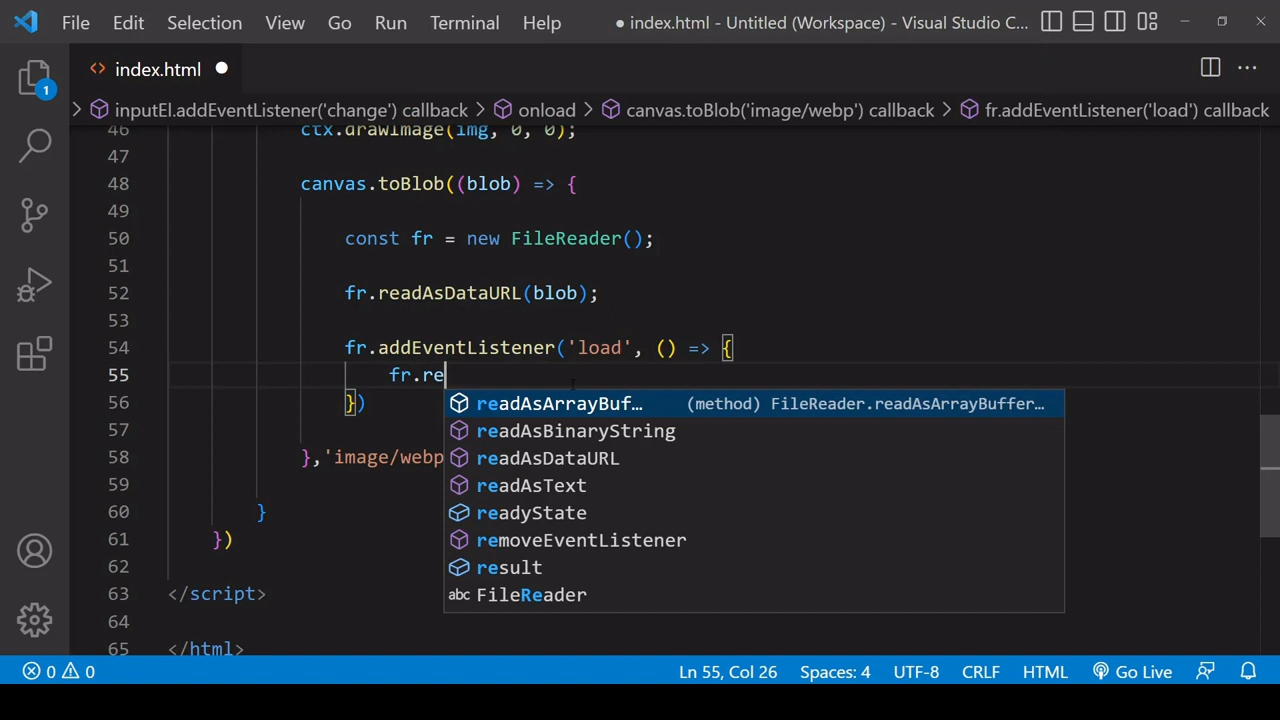 File Edit Selection View Go Run Terminal Help ● index.html - Untitled (Workspace) - Visual Studio C...
<> index.html ●
1
> inputEl.addEventListener('change') callback > onload > canvas.toBlob('image/webp') callback > fr.addEventListener('load') callback
46 ctx.drawImage(img, 0, 0);
47
48 canvas.toBlob((blob) => {
49
50 const fr = new FileReader();
51
52 fr.readAsDataURL(blob);
53
54 fr.addEventListener('load', () => {
55 fr.re
readAsArrayBuf... (method) FileReader.readAsArrayBuffer...
56 })
readAsBinaryString
57
58 },'image/webp
readAsDataURL
59 readAsText
60 }
readyState
61 })
removeEventListener
62 result
63 </script>
abc FileReader
64
65 </html>
0 0 Ln 55, Col 26 Spaces: 4 UTF-8 CRLF HTML Go Live